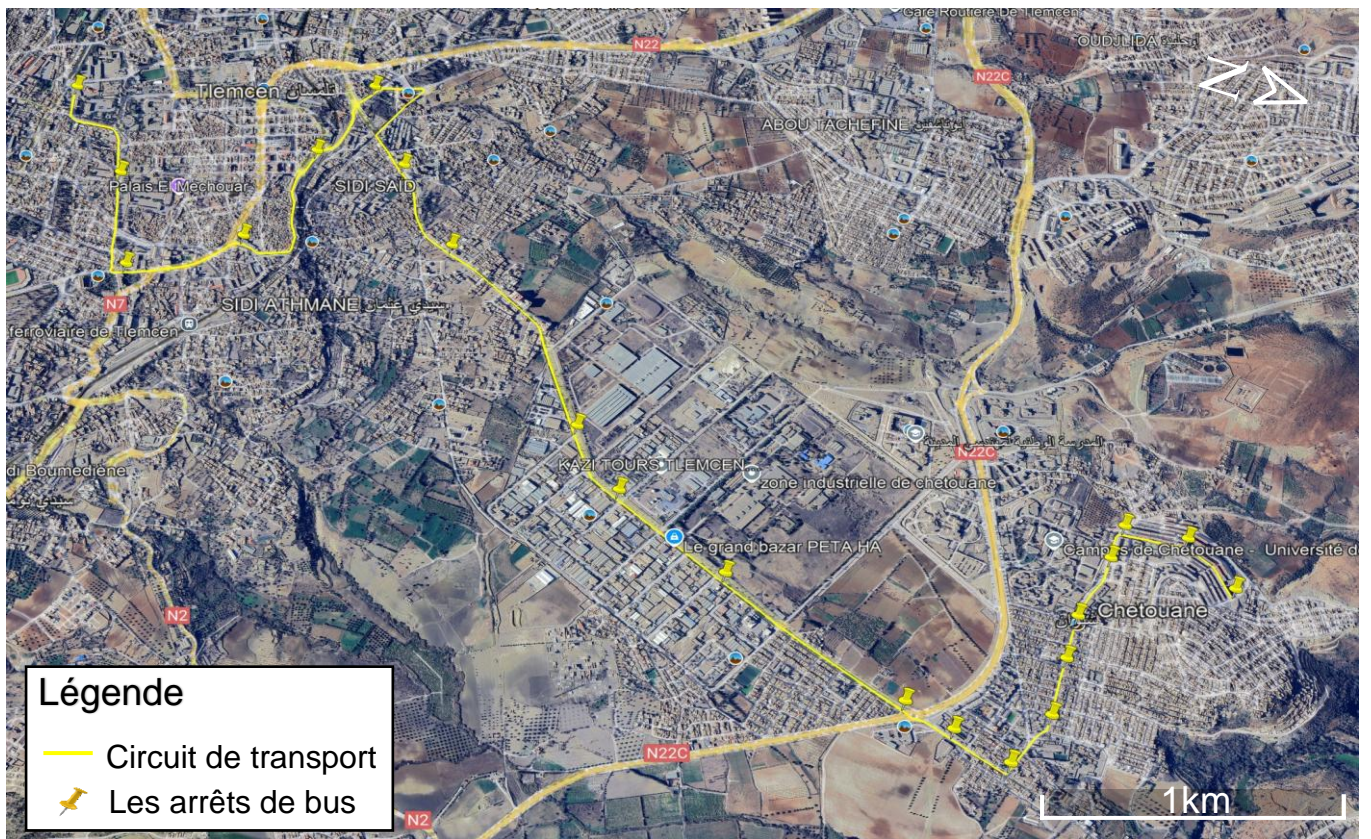 Gare Routière De Tlemcen
N22
OUDJLIDA
N22C
N
Tlemcen تلمسان
ABOU TACHEFINE
Palais El Mechouar
SIDI SAID
N7
SIDI ATHMANE سيدي عثمان
ferroviaire de Tlemcen
di Boumediène
KAZI TOURS TLEMCEN
N22C
zone industrielle de chetouane
Le grand bazar PETA HA
Campus de Chetouane - Université d
Chetouane
شتوان
N2
N22C
N2
Légende
Circuit de transport
Les arrêts de bus
1km